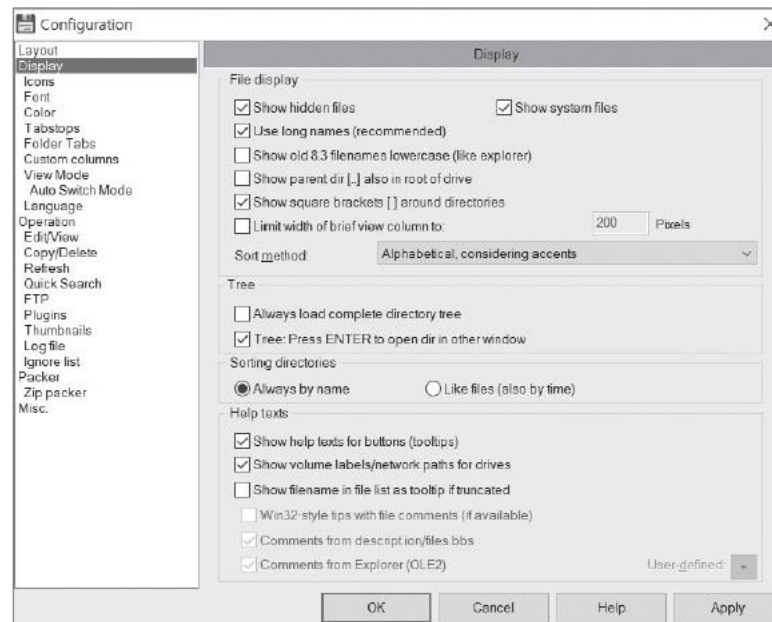 Configuration
Layout
Display
Icons
Font
Color
Tabstops
Folder Tabs
Custom columns
View Mode
Auto Switch Mode
Language
Operation
Edit/View
Copy/Delete
Refresh
Quick Search
FTP
Plugins
Thumbnails
Log file
Ignore list
Packer
Zip packer
Misc.
Display
File display
Show hidden files Show system files
Use long names (recommended)
Show old 8.3 filenames lowercase (like explorer)
Show parent dir [..] also in root of drive
Show square brackets [ ] around directories
Limit width of brief view column to: 200 Pixels
Sort method: Alphabetical, considering accents
Tree
Always load complete directory tree
Tree: Press ENTER to open dir in other window
Sorting directories
Always by name Like files (also by time)
Help texts
Show help texts for buttons (tooltips)
Show volume labels/network paths for drives
Show filename in file list as tooltip if truncated
Win32-style tips with file comments (if available)
Comments from descript.ion/files.bbs
Comments from Explorer (OLE2) User-defined: +
OK Cancel Help Apply